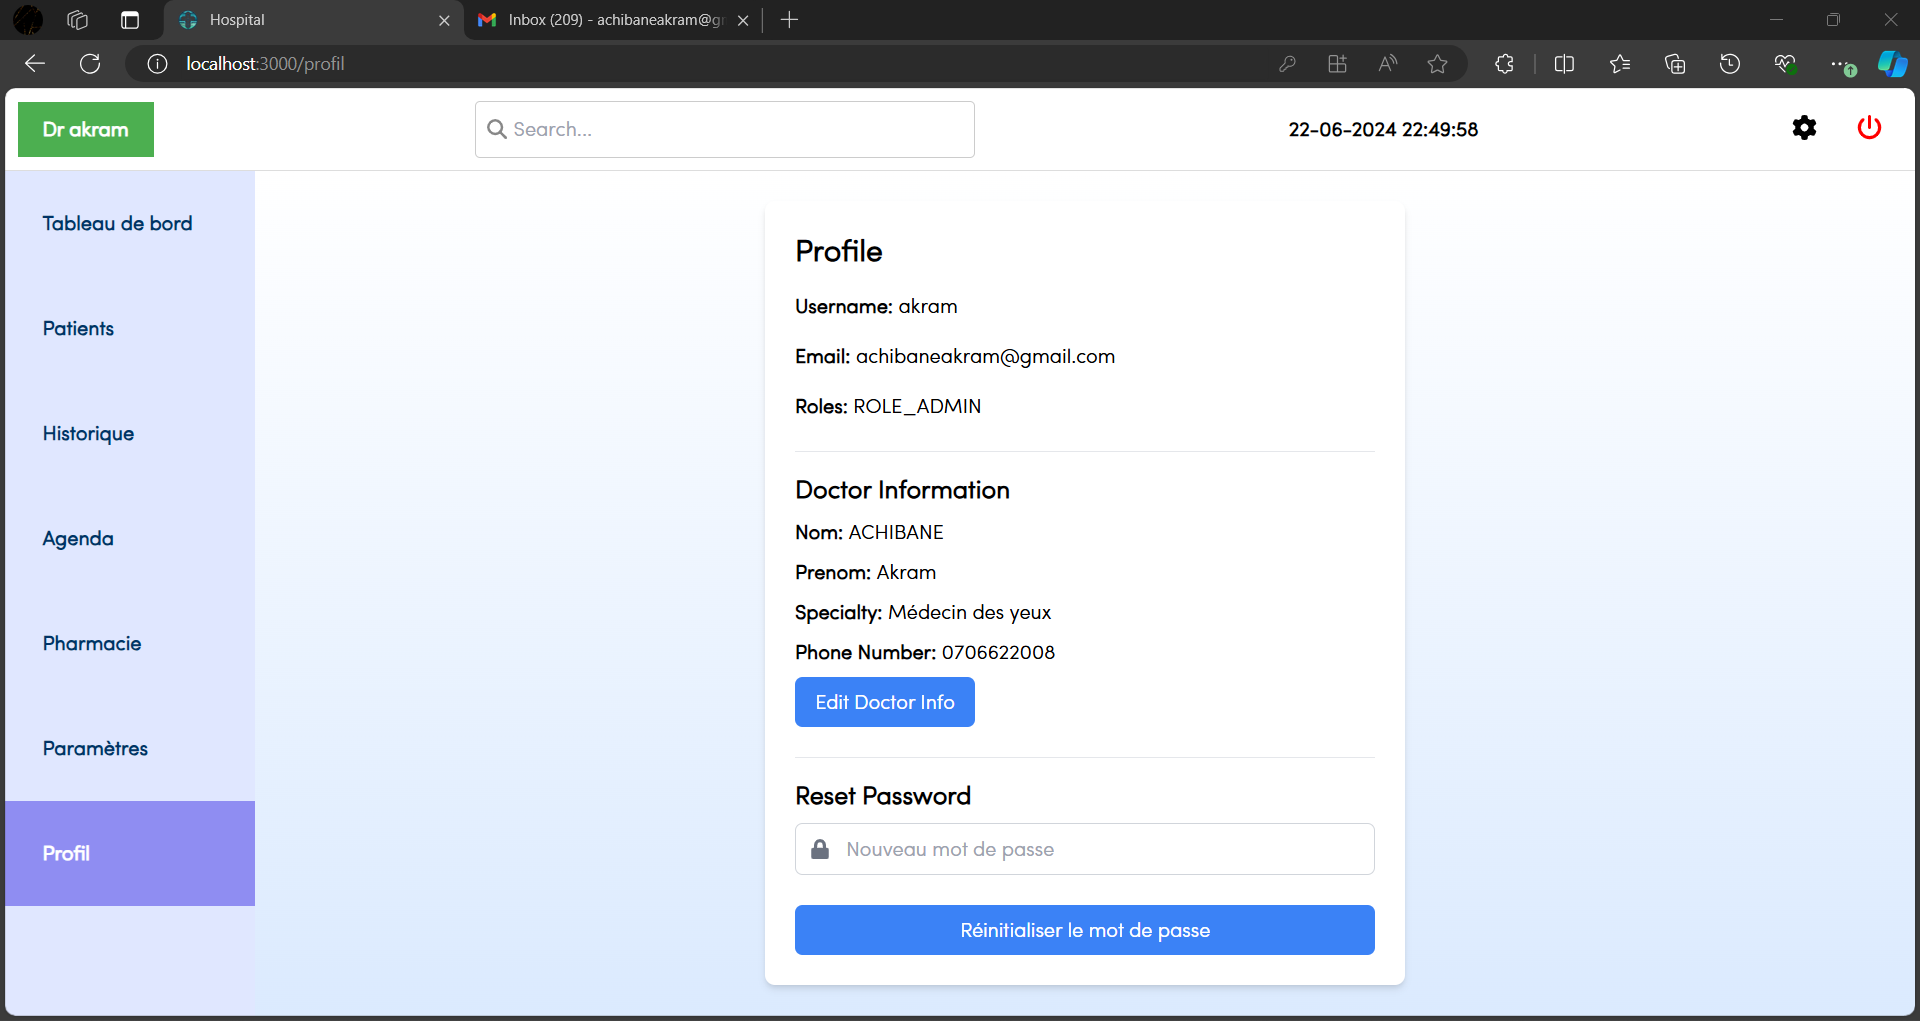 Hospital
Inbox (209) - achibaneakram@g
localhost:3000/profil
Dr akram
Search...
22-06-2024 22:49:58
Tableau de bord
Patients
Historique
Agenda
Pharmacie
Paramètres
Profil
Profile
Username: akram
Email: achibaneakram@gmail.com
Roles: ROLE_ADMIN
Doctor Information
Nom: ACHIBANE
Prenom: Akram
Specialty: Médecin des yeux
Phone Number: 0706622008
Edit Doctor Info
Reset Password
Nouveau mot de passe
Réinitialiser le mot de passe